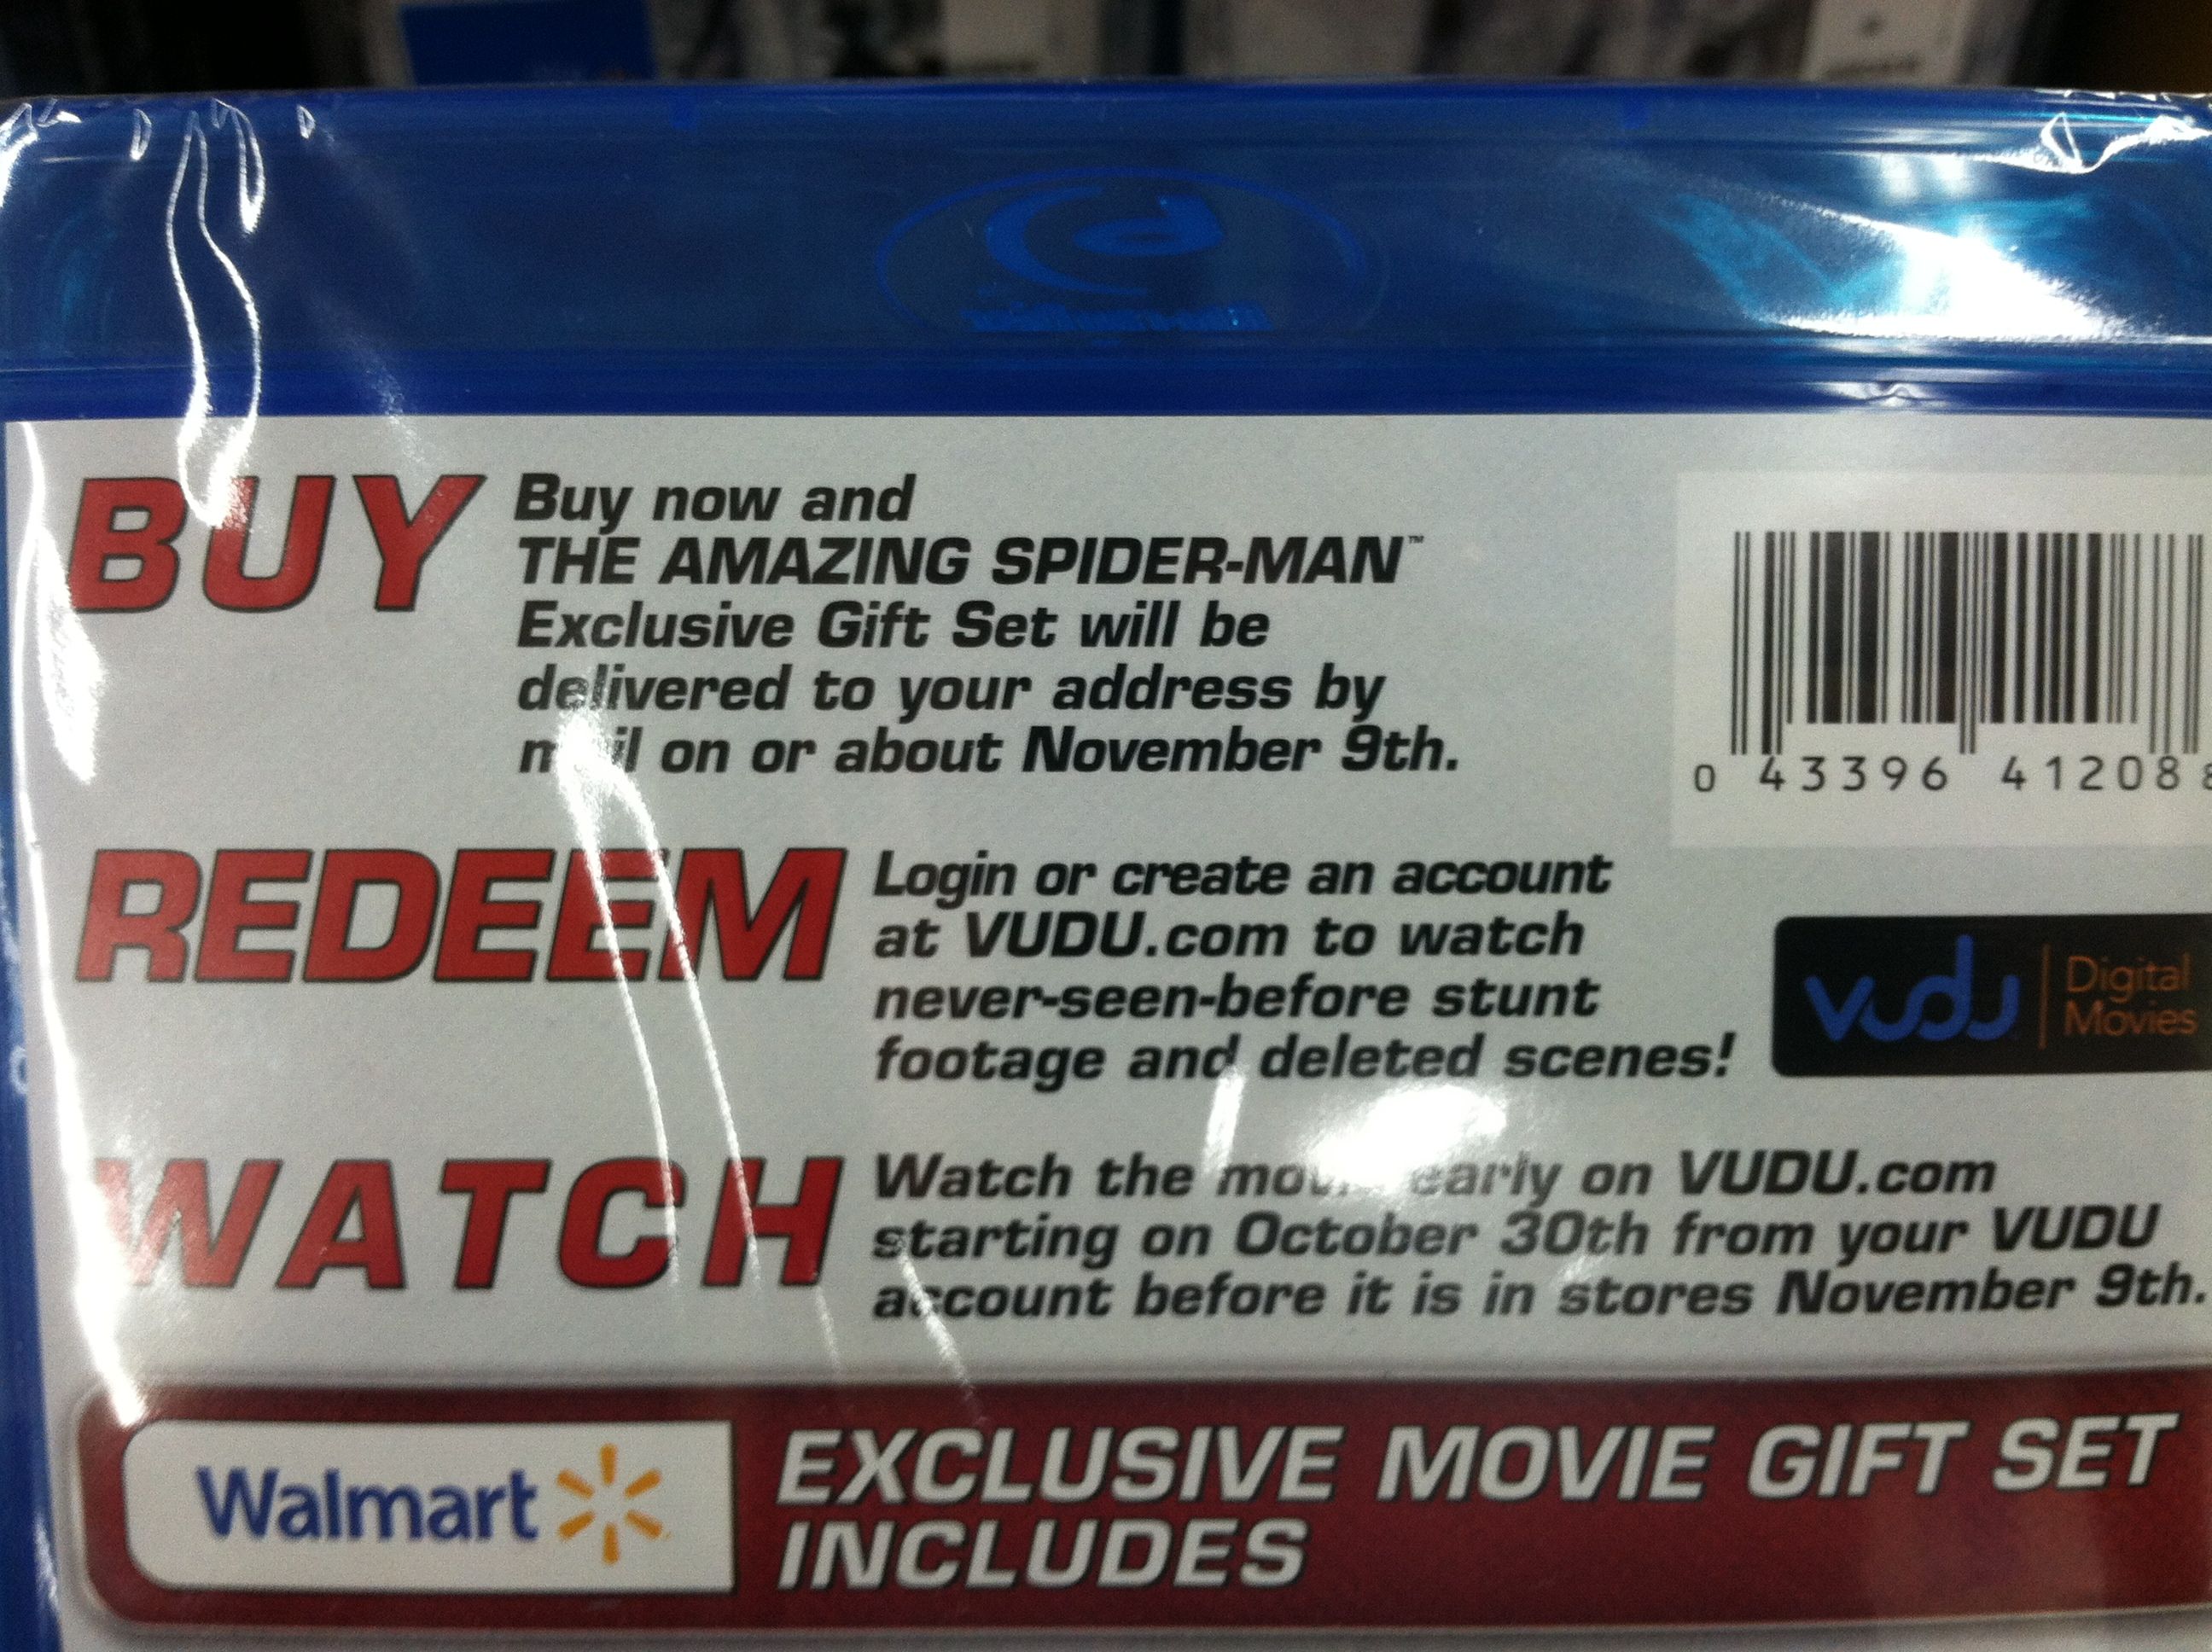 BUY
Buy now and
THE AMAZING SPIDER-MAN™
Exclusive Gift Set will be
delivered to your address by
mail on or about November 9th.
0 43396 41208
REDEEM
Login or create an account
at VUDU.com to watch
never-seen-before stunt
footage and deleted scenes!
vudu | Digital
Movies
WATCH
Watch the movie early on VUDU.com
starting on October 30th from your VUDU
account before it is in stores November 9th.
Walmart
EXCLUSIVE MOVIE GIFT SET
INCLUDES